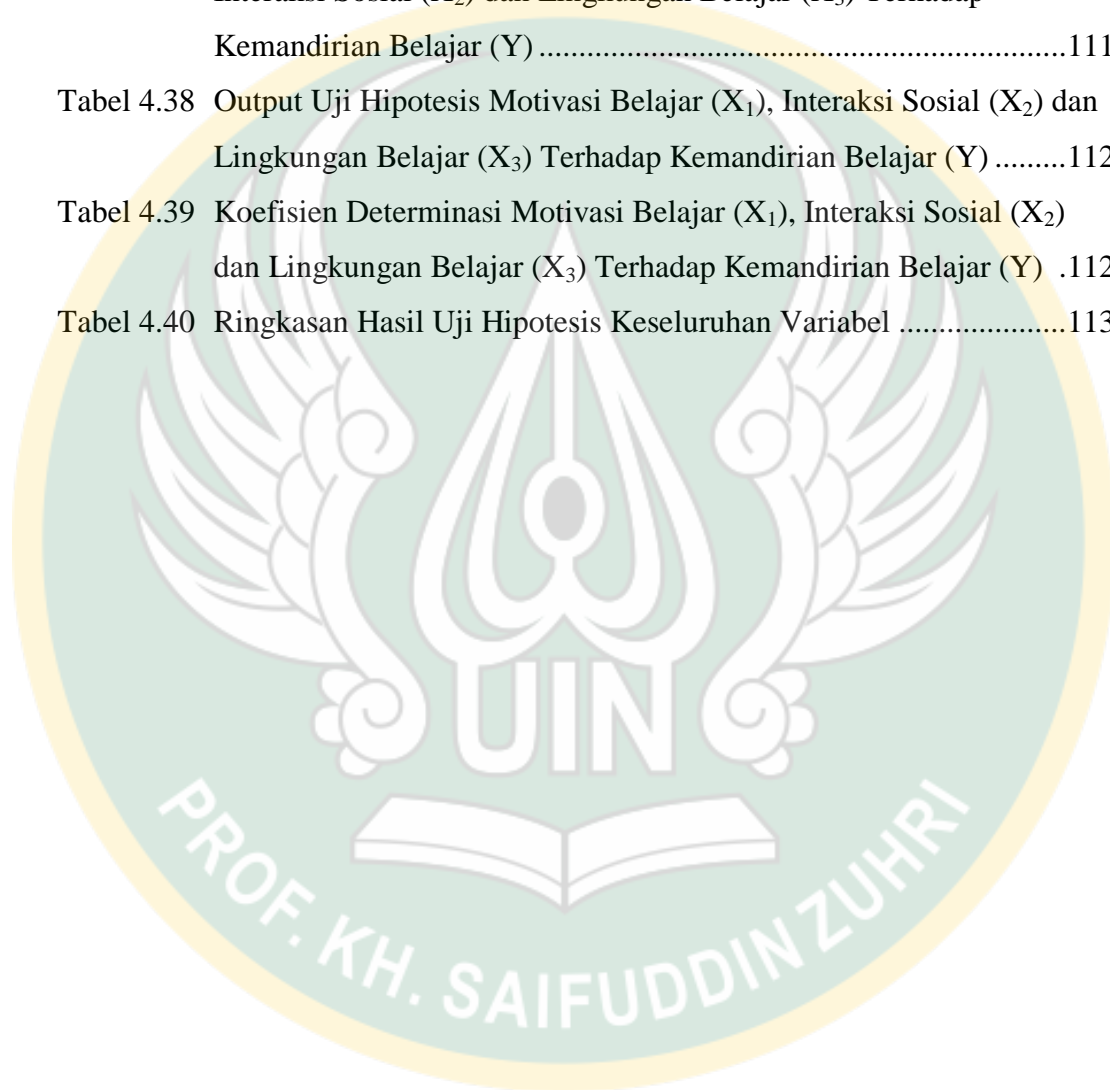 Interaksi Sosial (X₂) dan Lingkungan Belajar (X₃) Terhadap
Kemandirian Belajar (Y) ...................................................................111
Tabel 4.38 Output Uji Hipotesis Motivasi Belajar (X₁), Interaksi Sosial (X₂) dan
Lingkungan Belajar (X₃) Terhadap Kemandirian Belajar (Y) .........112
Tabel 4.39 Koefisien Determinasi Motivasi Belajar (X₁), Interaksi Sosial (X₂)
dan Lingkungan Belajar (X₃) Terhadap Kemandirian Belajar (Y) .112
Tabel 4.40 Ringkasan Hasil Uji Hipotesis Keseluruhan Variabel .....................113
UIN
PROF. KH. SAIFUDDIN ZUHRI